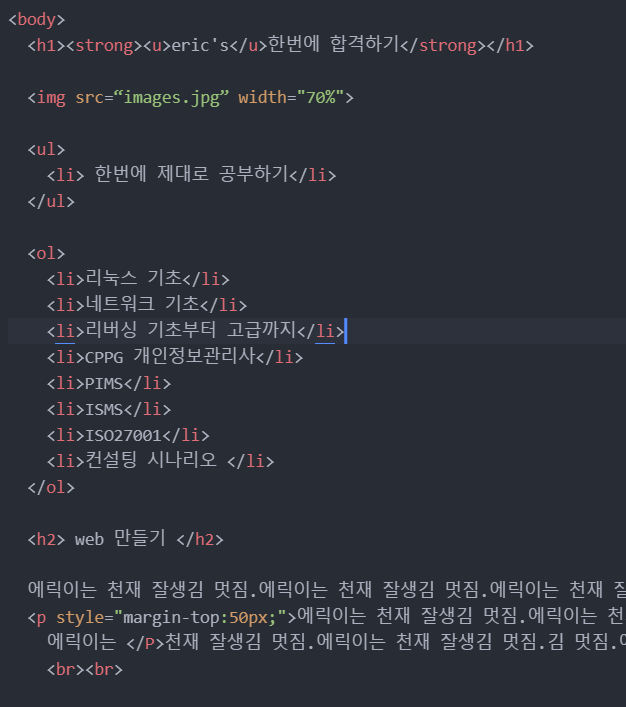 <body>
<h1><strong><u>eric's</u>한번에 합격하기</strong></h1>
<img src=“images.jpg” width="70%">
<ul>
<li> 한번에 제대로 공부하기</li>
</ul>
<ol>
<li>리눅스 기초</li>
<li>네트워크 기초</li>
<li>리버싱 기초부터 고급까지</li>
<li>CPPG 개인정보관리사</li>
<li>PIMS</li>
<li>ISMS</li>
<li>ISO27001</li>
<li>컨설팅 시나리오 </li>
</ol>
<h2> web 만들기 </h2>
에릭이는 천재 잘생김 멋짐.에릭이는 천재 잘생김 멋짐.에릭이는 천재
<p style="margin-top:50px;">에릭이는 천재 잘생김 멋짐.에릭이는
에릭이는 </P>천재 잘생김 멋짐.에릭이는 천재 잘생김 멋짐.김 멋짐.
<br><br>